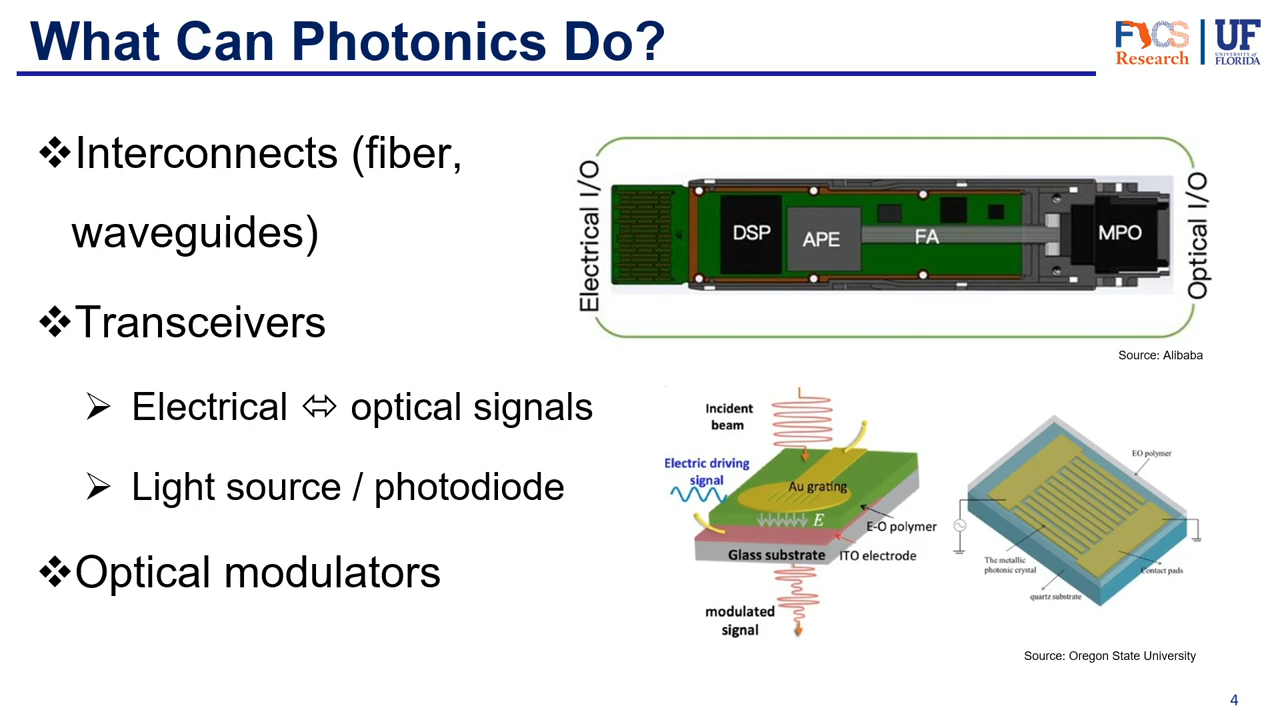 What Can Photonics Do?
FICS
Research
UF
UNIVERSITY of
FLORIDA
❖Interconnects (fiber,
waveguides)
❖Transceivers
➢ Electrical ⬄ optical signals
➢ Light source / photodiode
❖Optical modulators
Electrical I/O
DSP
APE
FA
MPO
Optical I/O
Source: Alibaba
Incident
beam
Electric driving
signal
Au grating
E
E-O polymer
Glass substrate
ITO electrode
modulated
signal
EO polymer
The metallic
photonic crystal
Contact pads
quartz substrate
Source: Oregon State University
4